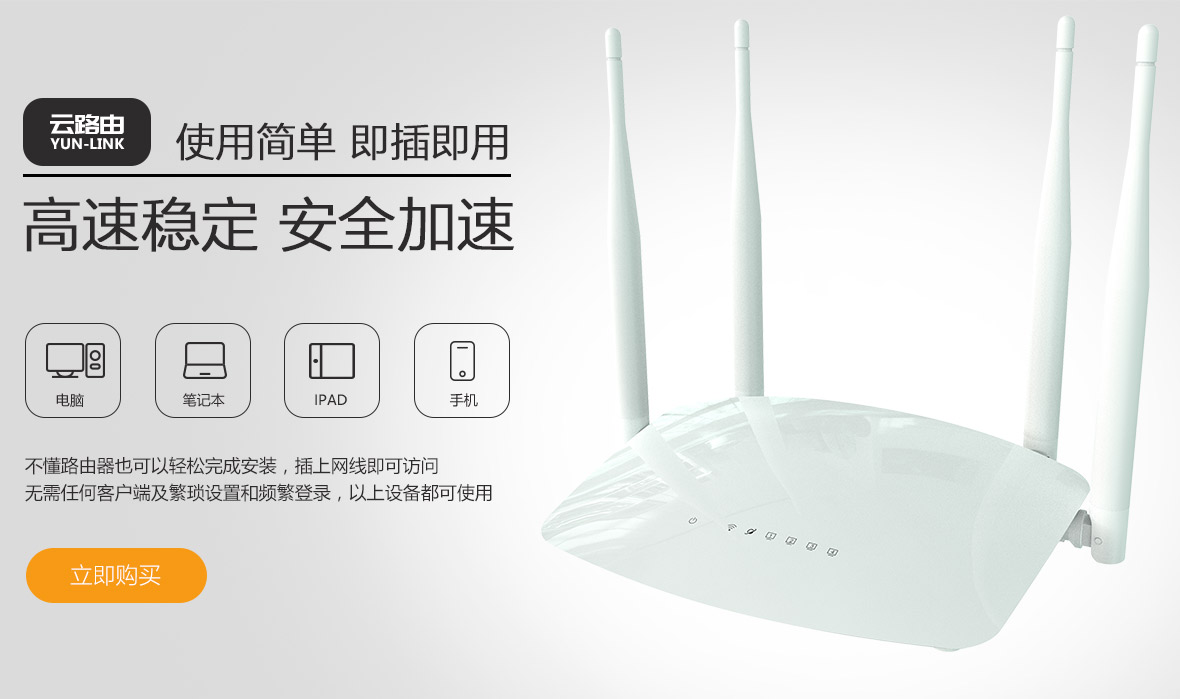 云路由
YUN-LINK
使用简单 即插即用
高速稳定 安全加速
电脑
笔记本
IPAD
手机
不懂路由器也可以轻松完成安装，插上网线即可访问
无需任何客户端及繁琐设置和频繁登录，以上设备都可使用
立即购买